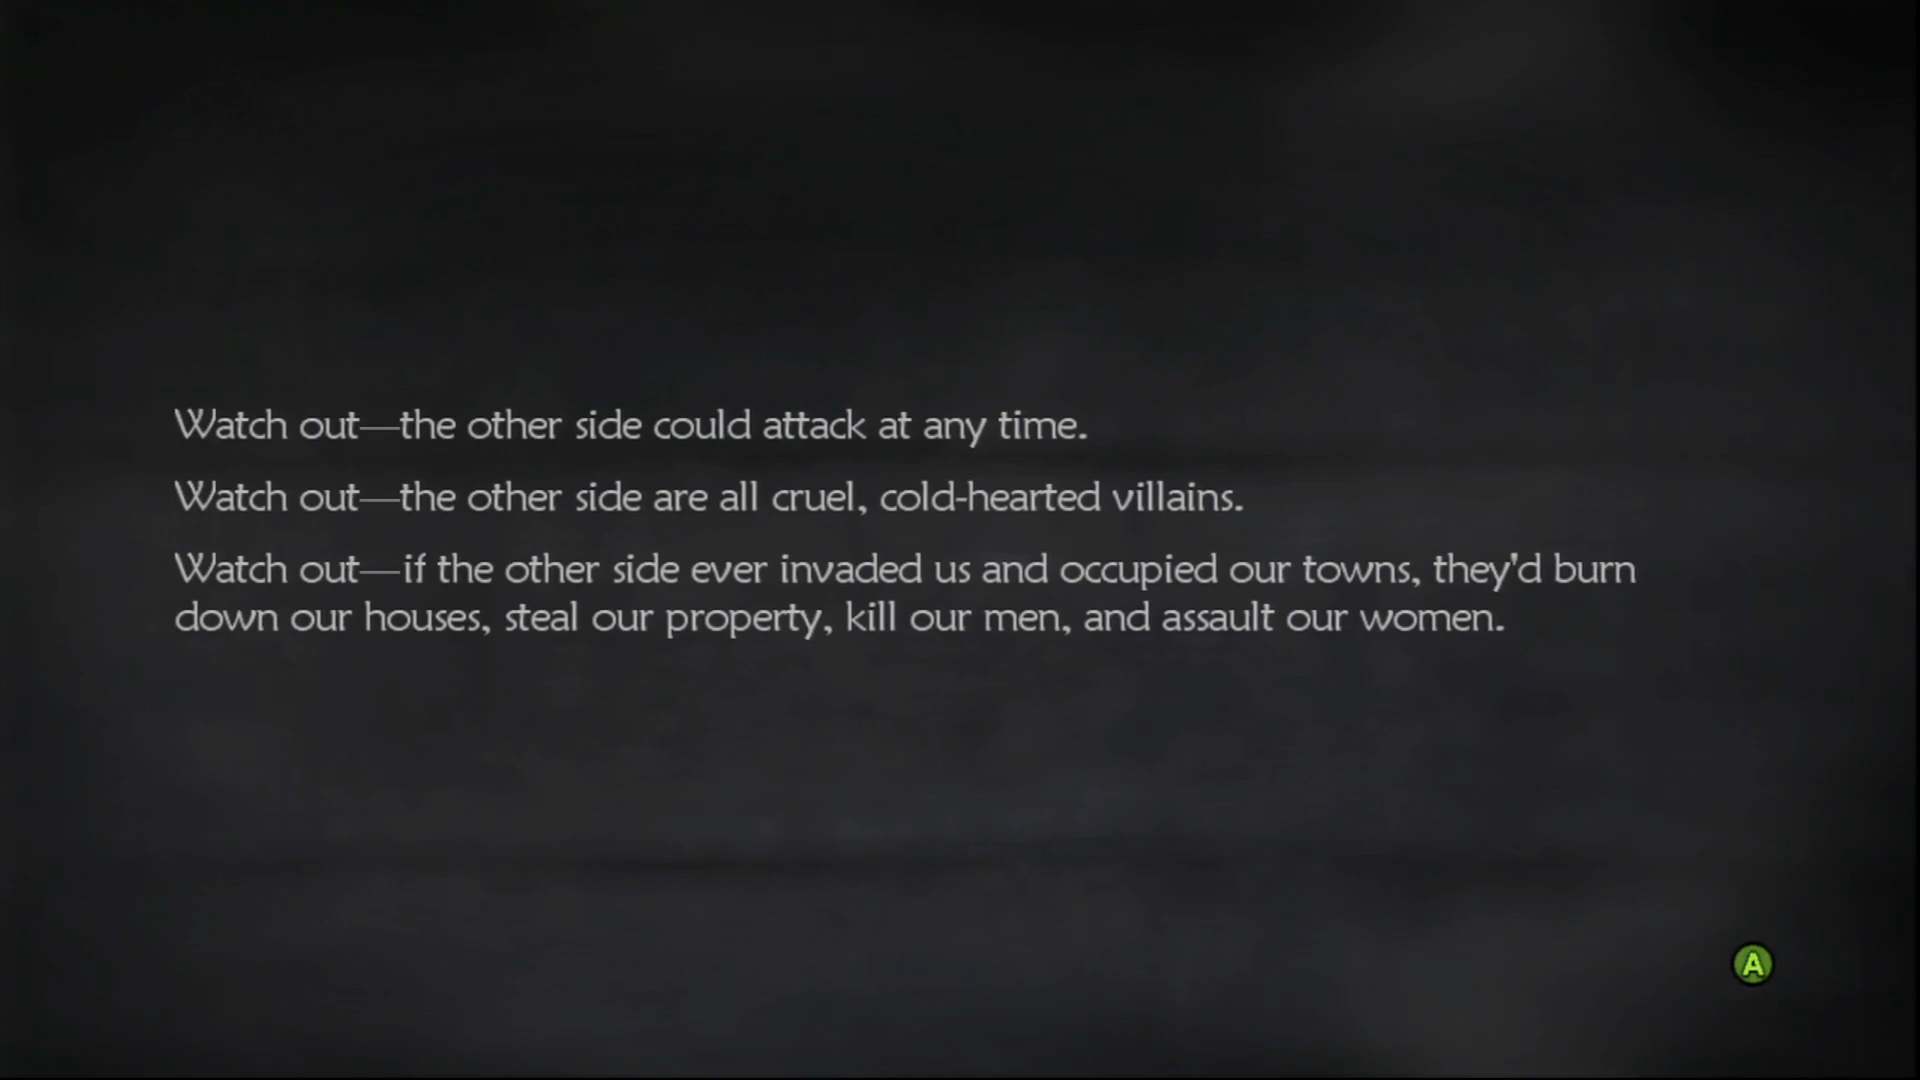 Watch out—the other side could attack at any time.
Watch out—the other side are all cruel, cold-hearted villains.
Watch out—if the other side ever invaded us and occupied our towns, they'd burn
down our houses, steal our property, kill our men, and assault our women.
A